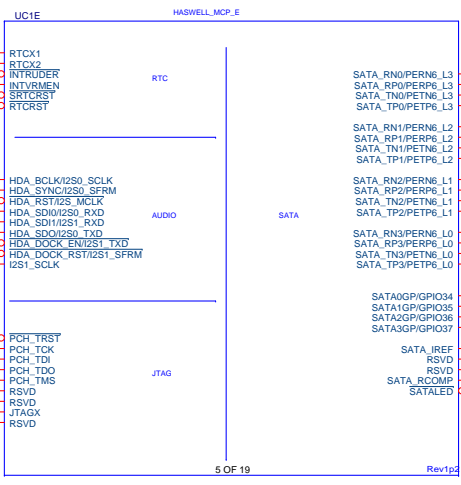 UC1E
HASWELL_MCP_E
RTCX1
RTCX2
INTRUDER
INTVRMEN
SRTCRST
RTCRST
RTC
HDA_BCLK/I2S0_SCLK
HDA_SYNC/I2S0_SFRM
HDA_RST/I2S_MCLK
HDA_SDI0/I2S0_RXD
HDA_SDI1/I2S1_RXD
HDA_SDO/I2S0_TXD
HDA_DOCK_EN/I2S1_TXD
HDA_DOCK_RST/I2S1_SFRM
I2S1_SCLK
AUDIO
PCH_TRST
PCH_TCK
PCH_TDI
PCH_TDO
PCH_TMS
RSVD
RSVD
JTAGX
RSVD
JTAG
SATA
SATA_RN0/PERN6_L3
SATA_RP0/PERP6_L3
SATA_TN0/PETN6_L3
SATA_TP0/PETP6_L3
SATA_RN1/PERN6_L2
SATA_RP1/PERP6_L2
SATA_TN1/PETN6_L2
SATA_TP1/PETP6_L2
SATA_RN2/PERN6_L1
SATA_RP2/PERP6_L1
SATA_TN2/PETN6_L1
SATA_TP2/PETP6_L1
SATA_RN3/PERN6_L0
SATA_RP3/PERP6_L0
SATA_TN3/PETN6_L0
SATA_TP3/PETP6_L0
SATA0GP/GPIO34
SATA1GP/GPIO35
SATA2GP/GPIO36
SATA3GP/GPIO37
SATA_IREF
RSVD
RSVD
SATA_RCOMP
SATALED
5 OF 19
Rev1p2